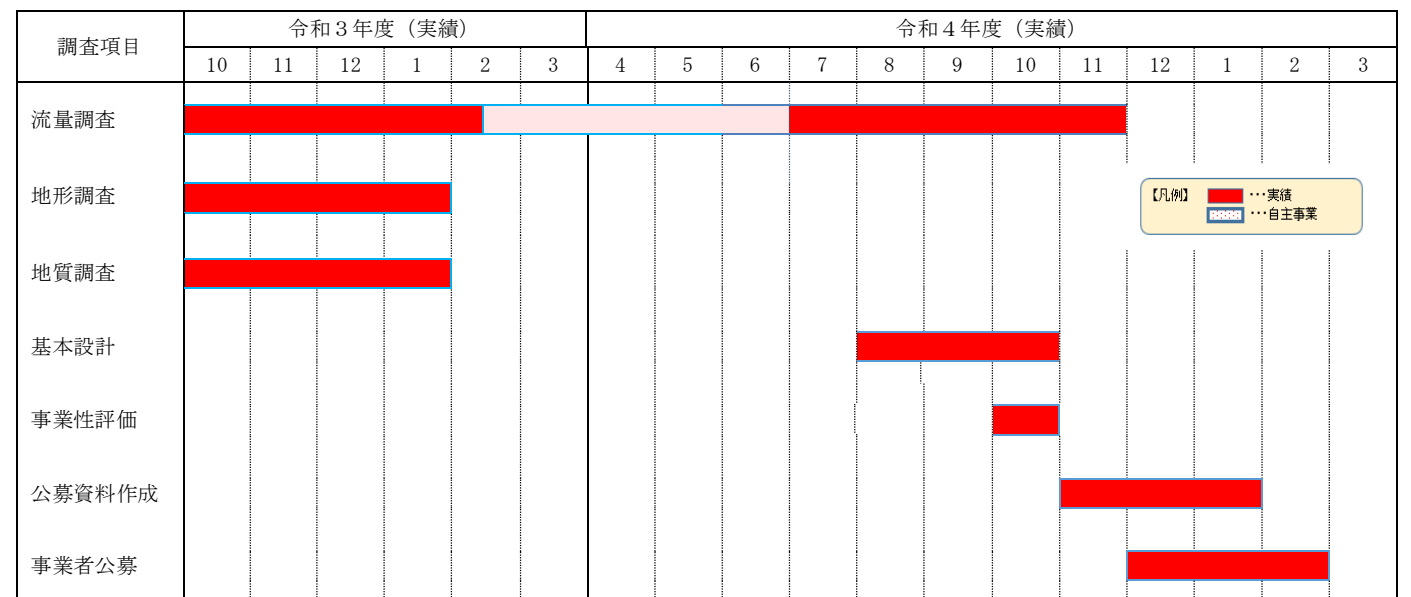 調査項目
令和３年度（実績）
令和４年度（実績）
10 11 12 1 2 3 4 5 6 7 8 9 10 11 12 1 2 3
流量調査
地形調査
【凡例】 ･･･実績
･･･自主事業
地質調査
基本設計
事業性評価
公募資料作成
事業者公募